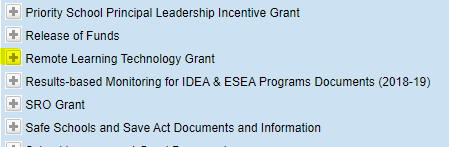 Priority School Principal Leadership Incentive Grant
Release of Funds
Remote Learning Technology Grant
Results-based Monitoring for IDEA & ESEA Programs Documents (2018-19)
SRO Grant
Safe Schools and Save Act Documents and Information